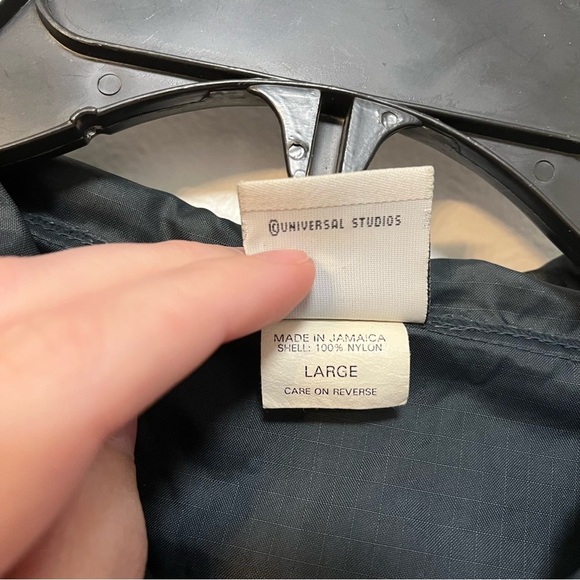 ©UNIVERSAL STUDIOS
MADE IN JAMAICA
SHELL: 100% NYLON
LARGE
CARE ON REVERSE